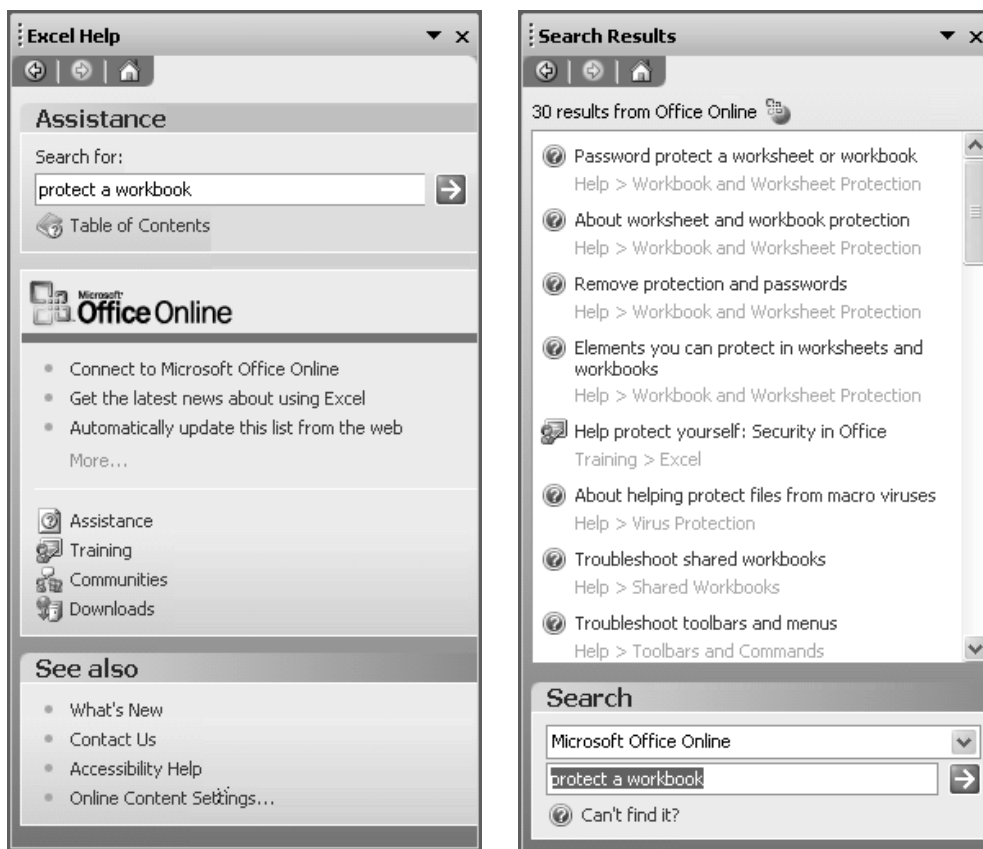 Excel Help
Assistance
Search for:
protect a workbook
Table of Contents
Microsoft
Office Online
Connect to Microsoft Office Online
Get the latest news about using Excel
Automatically update this list from the web
More...
Assistance
Training
Communities
Downloads
See also
What's New
Contact Us
Accessibility Help
Online Content Settings...
Search Results
30 results from Office Online
Password protect a worksheet or workbook
Help > Workbook and Worksheet Protection
About worksheet and workbook protection
Help > Workbook and Worksheet Protection
Remove protection and passwords
Help > Workbook and Worksheet Protection
Elements you can protect in worksheets and
workbooks
Help > Workbook and Worksheet Protection
Help protect yourself: Security in Office
Training > Excel
About helping protect files from macro viruses
Help > Virus Protection
Troubleshoot shared workbooks
Help > Shared Workbooks
Troubleshoot toolbars and menus
Help > Toolbars and Commands
Search
Microsoft Office Online
protect a workbook
Can't find it?